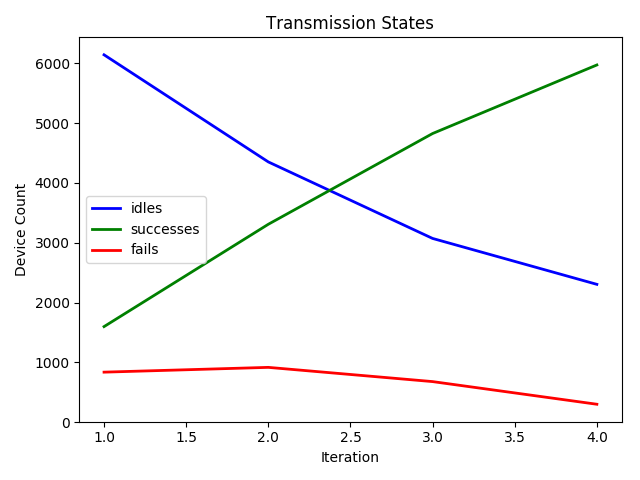 Transmission States
Device Count
6000
5000
4000
3000
2000
1000
0
idles
successes
fails
1.0 1.5 2.0 2.5 3.0 3.5 4.0
Iteration